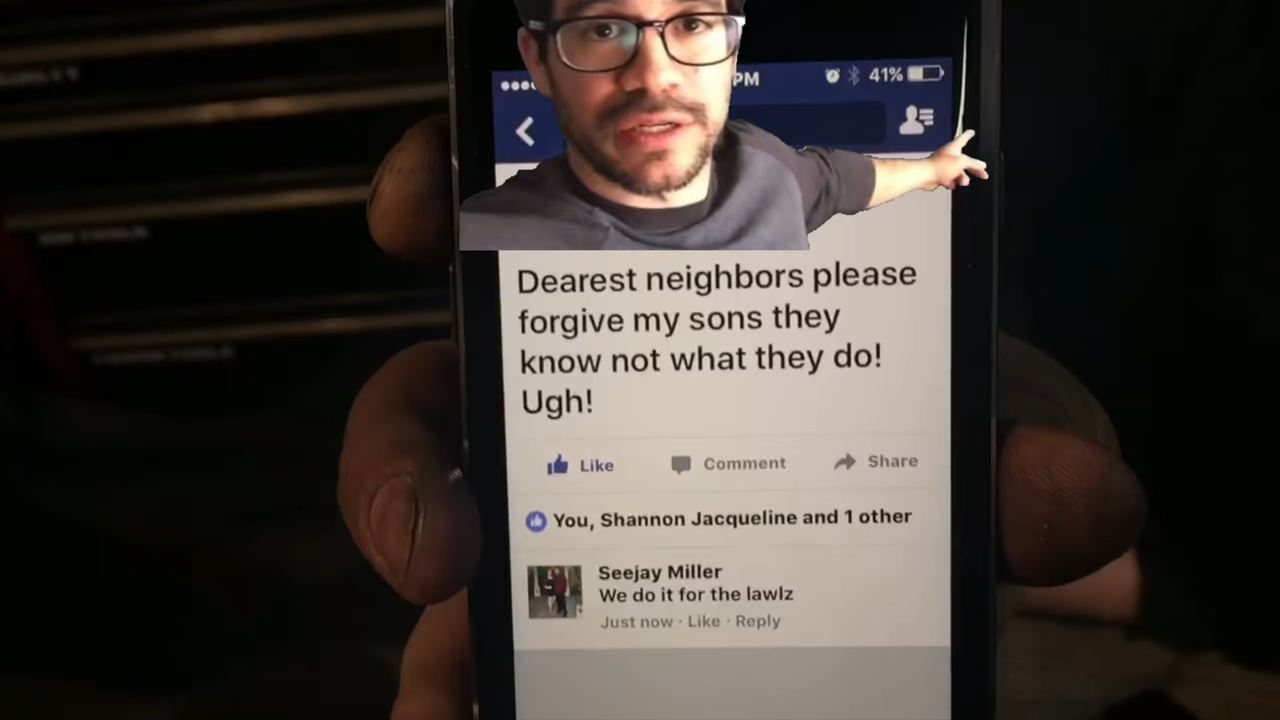 PM 41%
Dearest neighbors please
forgive my sons they
know not what they do!
Ugh!
Like Comment Share
You, Shannon Jacqueline and 1 other
Seejay Miller
We do it for the lawlz
Just now · Like · Reply